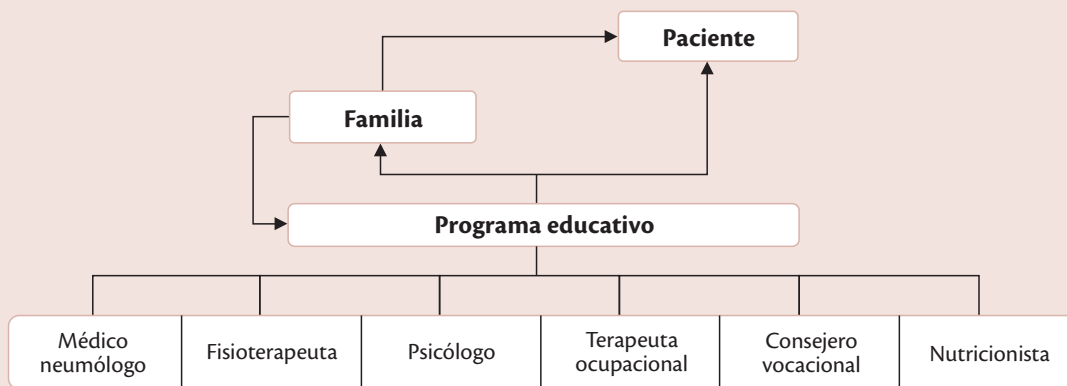 Paciente
Familia
Programa educativo
Médico
neumólogo
Fisioterapeuta
Psicólogo
Terapeuta
ocupacional
Consejero
vocacional
Nutricionista